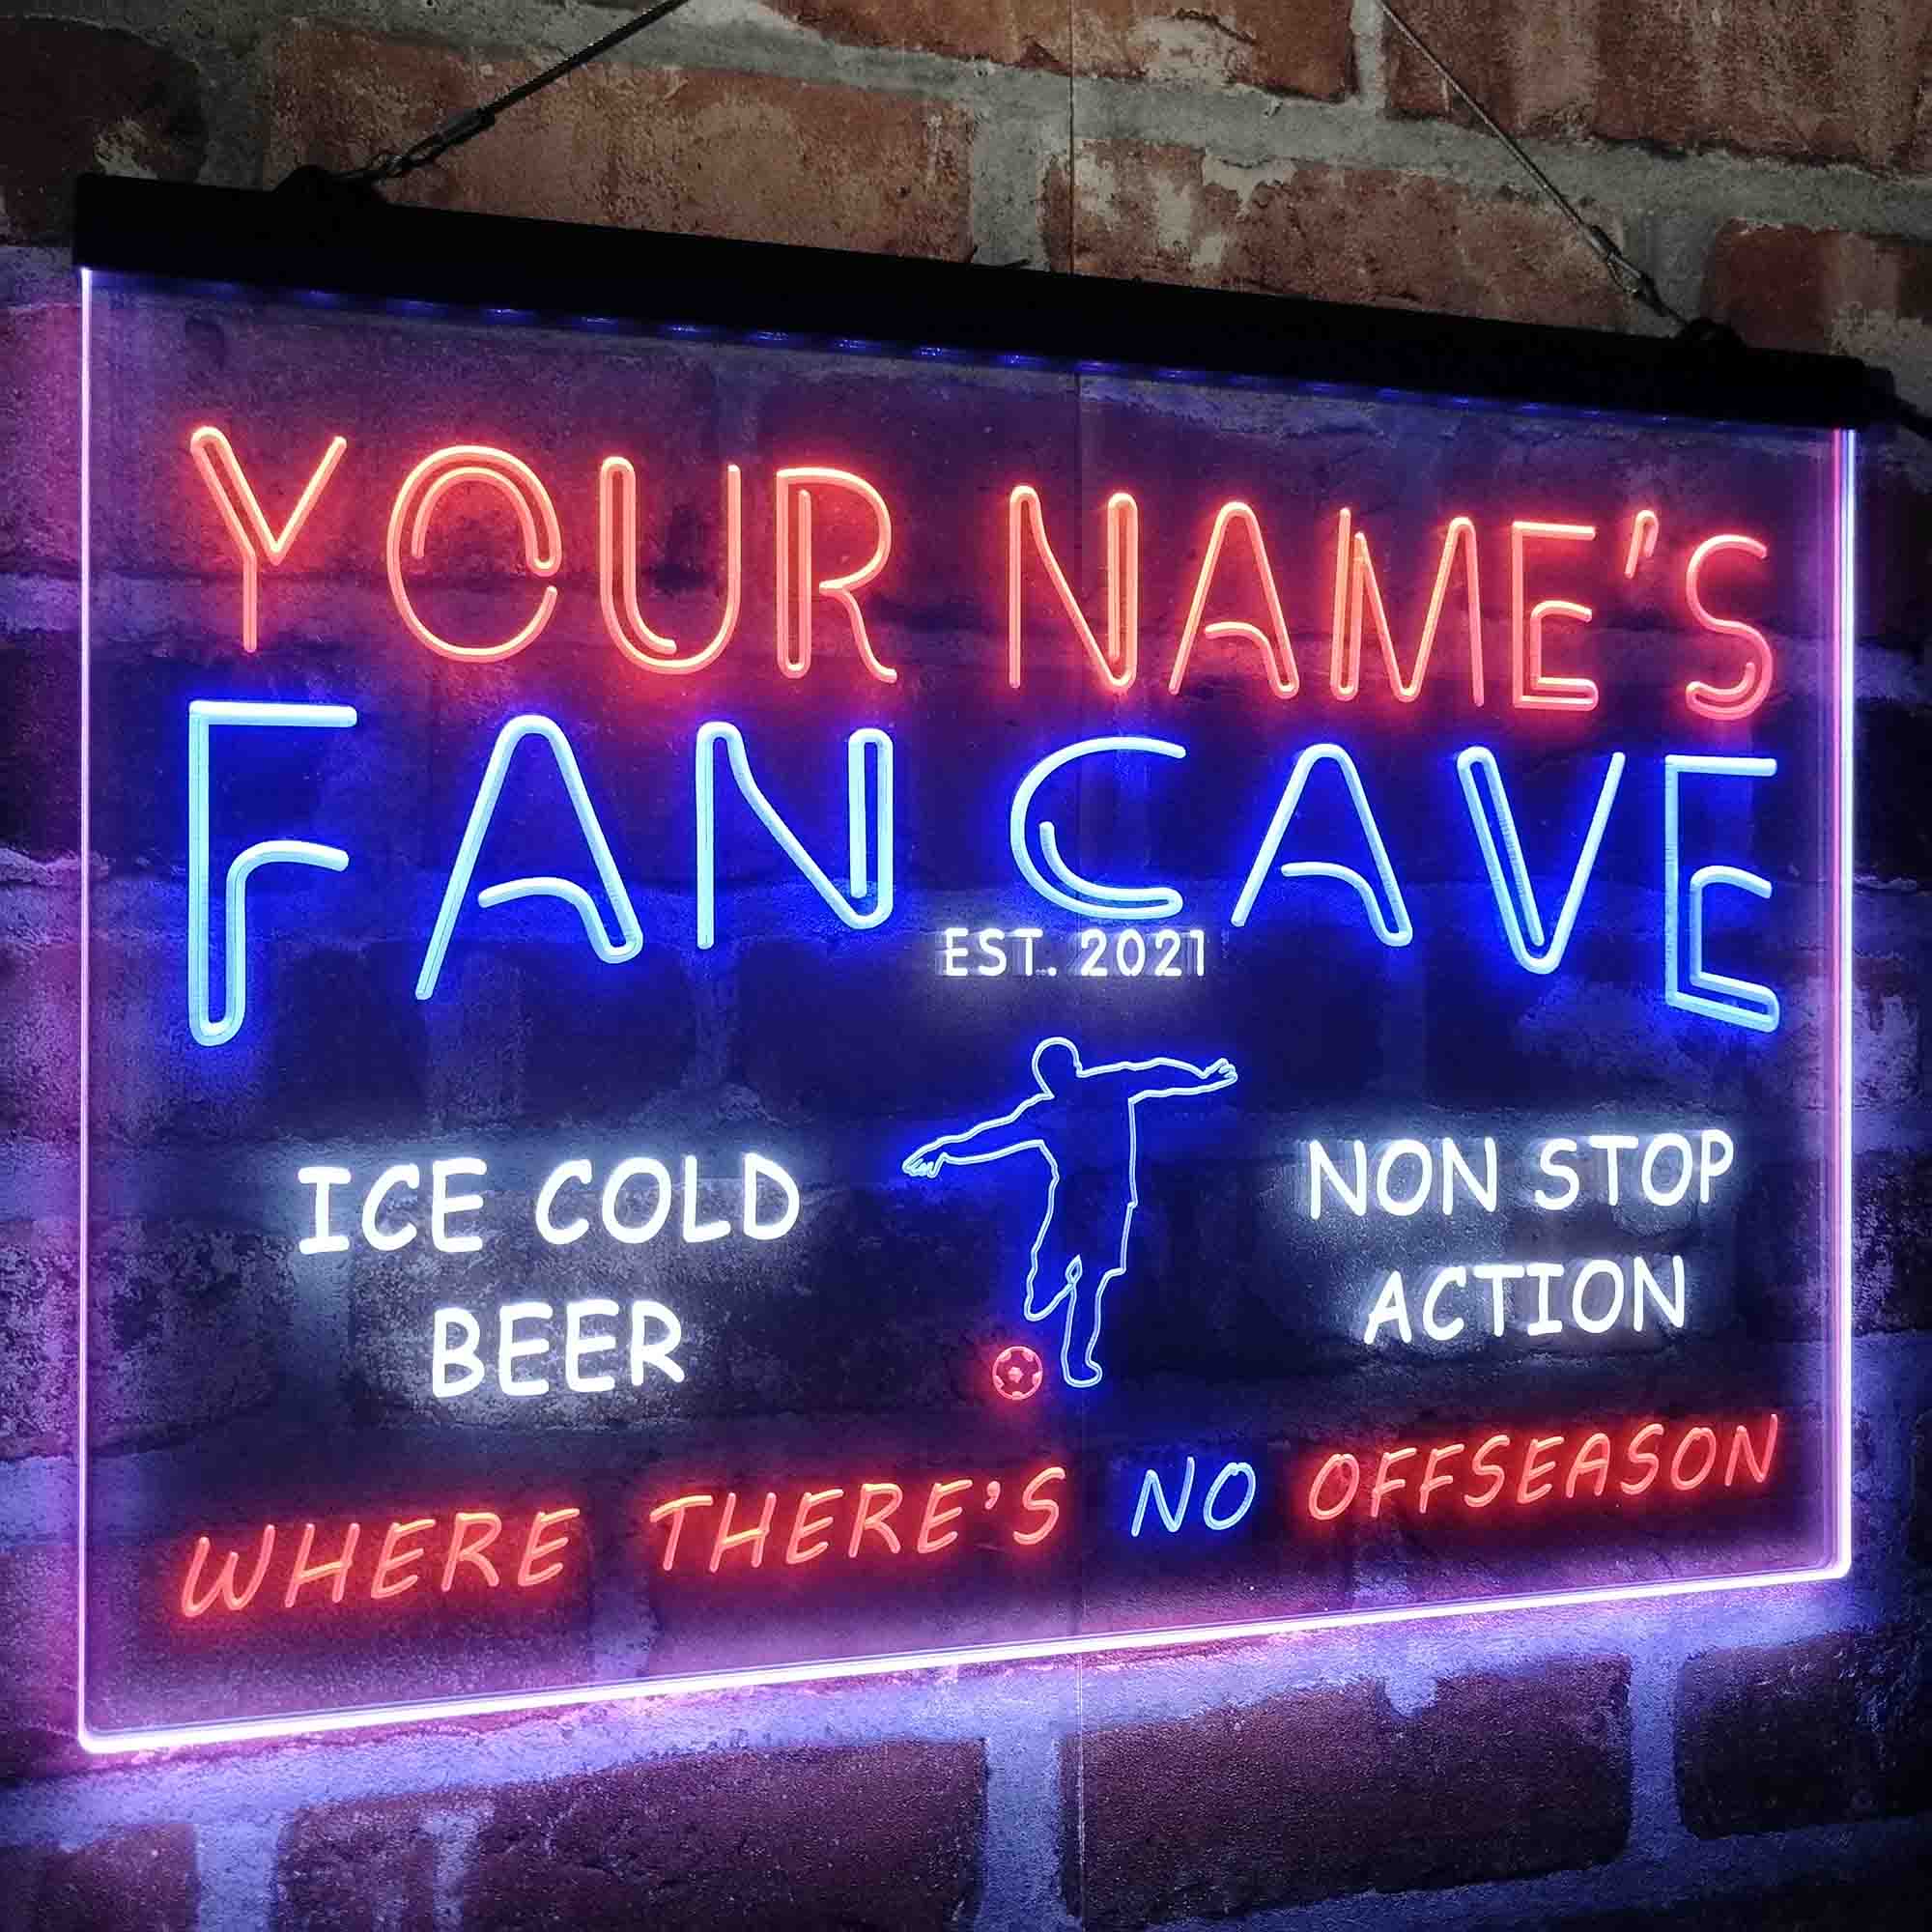 YOUR NAME'S
FAN CAVE
EST. 2021
ICE COLD
BEER
NON STOP
ACTION
WHERE THERE'S NO OFFSEASON